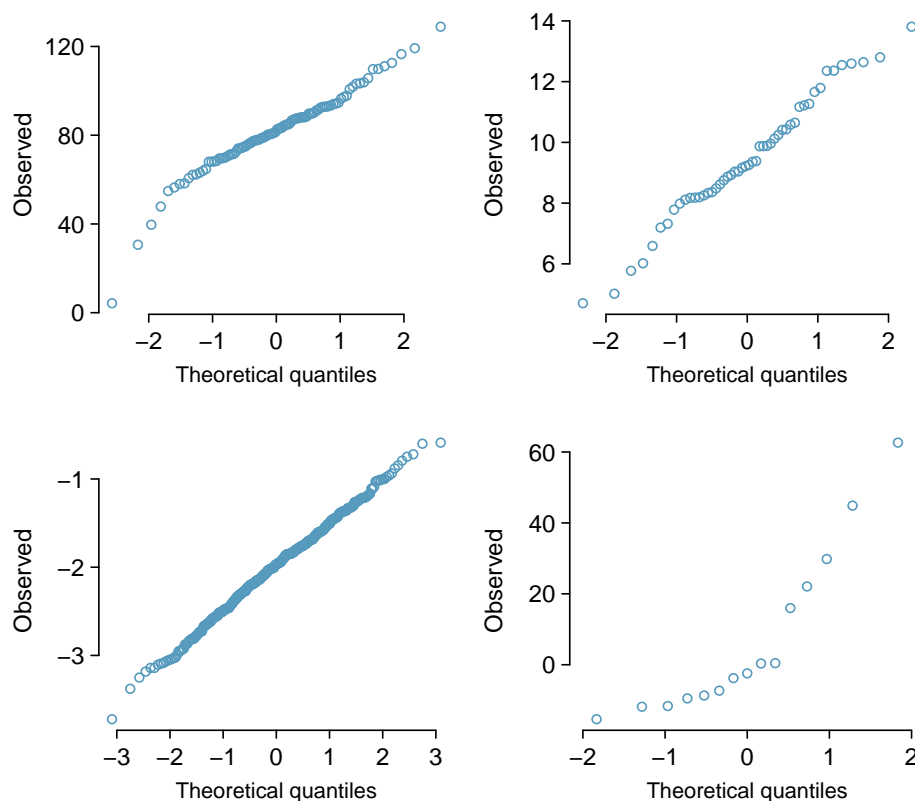 120
80
40
0
Observed
−2 −1 0 1 2
Theoretical quantiles
14
12
10
8
6
Observed
−2 −1 0 1 2
Theoretical quantiles
−1
−2
−3
Observed
−3 −2 −1 0 1 2 3
Theoretical quantiles
60
40
20
0
Observed
−2 −1 0 1 2
Theoretical quantiles